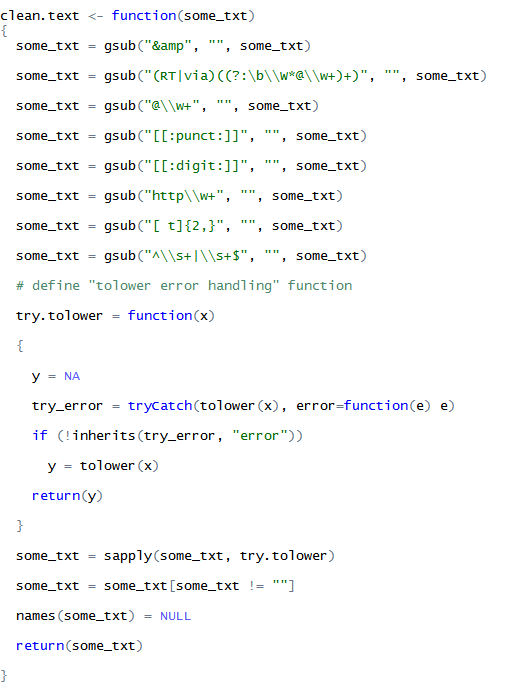 clean.text <- function(some_txt)
{
  some_txt = gsub("&amp", "", some_txt)
  some_txt = gsub("(RT|via)((?:\b\\W*@\\w+)+)", "", some_txt)
  some_txt = gsub("@\\w+", "", some_txt)
  some_txt = gsub("[[:punct:]]", "", some_txt)
  some_txt = gsub("[[:digit:]]", "", some_txt)
  some_txt = gsub("http\\w+", "", some_txt)
  some_txt = gsub("[ t]{2,}", "", some_txt)
  some_txt = gsub("^\\s+|\\s+$", "", some_txt)
  # define "tolower error handling" function
  try.tolower = function(x)
  {
    y = NA
    try_error = tryCatch(tolower(x), error=function(e) e)
    if (!inherits(try_error, "error"))
      y = tolower(x)
    return(y)
  }
  some_txt = sapply(some_txt, try.tolower)
  some_txt = some_txt[some_txt != ""]
  names(some_txt) = NULL
  return(some_txt)
}